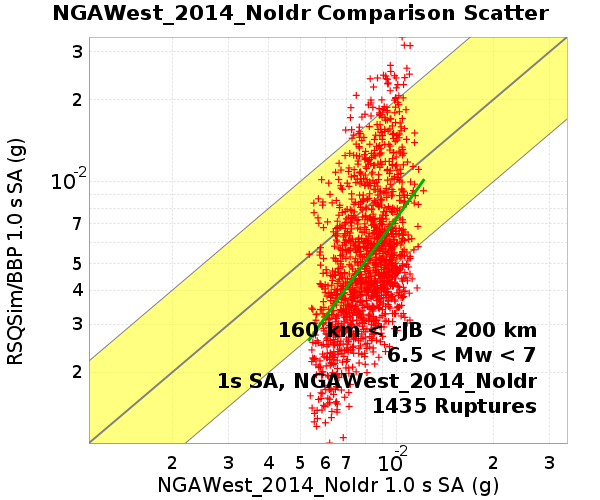 NGAWest_2014_NoIdr Comparison Scatter
RSQSim/BBP 1.0 s SA (g)
3
2
10-2
7
5
4
3
2
160 km < rJB < 200 km
6.5 < Mw < 7
1s SA, NGAWest_2014_NoIdr
1435 Ruptures
2 3 4 5 6 7 10-2 2 3
NGAWest_2014_NoIdr 1.0 s SA (g)